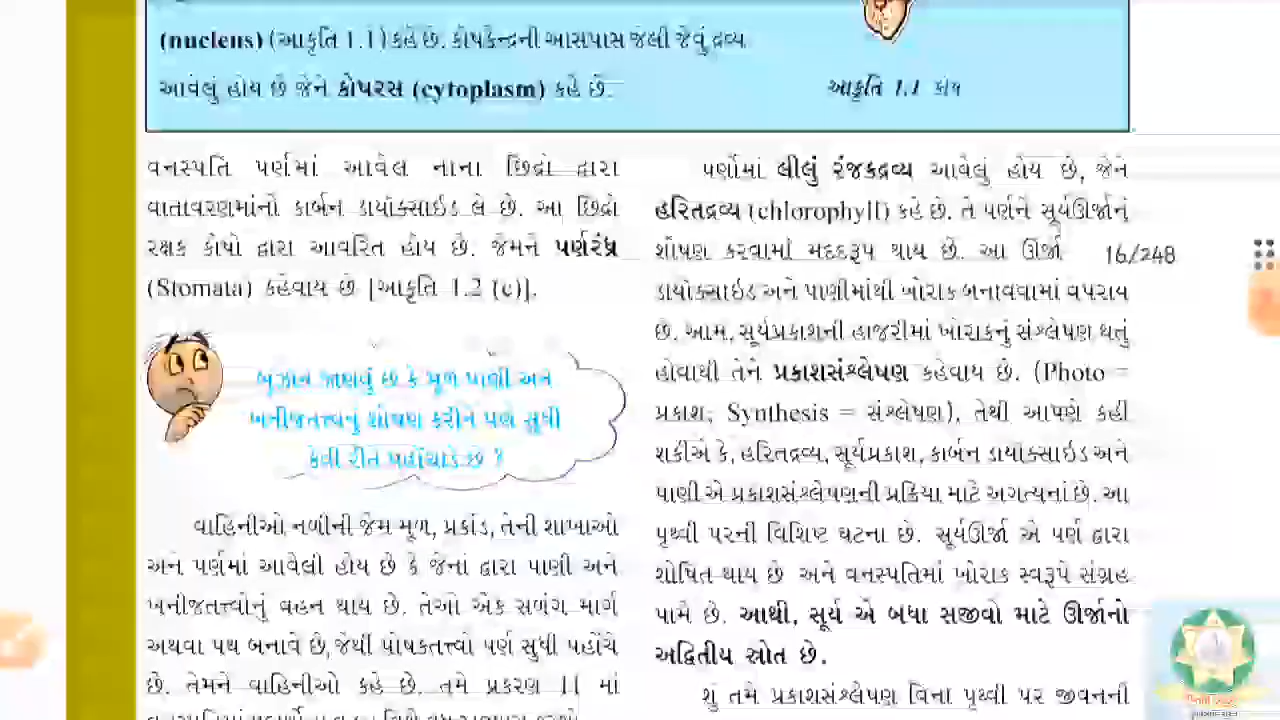 (nucleus) (આકૃતિ 1.1) કહે છે. કોષકેન્દ્રની આસપાસ જેલી જેવું દ્રવ્ય
આવેલું હોય છે જેને કોષરસ (cytoplasm) કહે છે.
આકૃતિ 1.1 કોષ
વનસ્પતિ પર્ણમાં આવેલ નાના છિદ્રો દ્વારા
વાતાવરણમાંનો કાર્બન ડાયૉક્સાઇડ લે છે. આ છિદ્રો
રક્ષક કોષો દ્વારા આવરિત હોય છે. જેમને પર્ણરંધ્ર
(Stomata) કહેવાય છે [આકૃતિ 1.2 (c)].
બૂઝોને જાણવું છે કે મૂળ પાણી અને
ખનીજતત્ત્વનું શોષણ કરીને પર્ણ સુધી
કેવી રીતે પહોંચાડે છે ?
વાહિનીઓ, નળીની જેમ મૂળ, પ્રકાંડ, તેની શાખાઓ
અને પર્ણમાં આવેલી હોય છે કે જેનાં દ્વારા પાણી અને
ખનીજતત્ત્વોનું વહન થાય છે. તેઓ એક સળંગ માર્ગ
અથવા પથ બનાવે છે, જેથી પોષકતત્ત્વો પર્ણ સુધી પહોંચે
છે. તેમને વાહિનીઓ કહે છે. તમે પ્રકરણ 11 માં
પર્ણોમાં લીલું રંજકદ્રવ્ય આવેલું હોય છે, જેને
હરિતદ્રવ્ય (chlorophyll) કહે છે. તે પર્ણને સૂર્યઊર્જાનું
શોષણ કરવામાં મદદરૂપ થાય છે. આ ઊર્જા
16/248
ડાયોક્સાઇડ અને પાણીમાંથી ખોરાક બનાવવામાં વપરાય
છે. આમ, સૂર્યપ્રકાશની હાજરીમાં ખોરાકનું સંશ્લેષણ થતું
હોવાથી તેને પ્રકાશસંશ્લેષણ કહેવાય છે. (Photo =
પ્રકાશ; Synthesis = સંશ્લેષણ), તેથી આપણે કહી
શકીએ કે, હરિતદ્રવ્ય, સૂર્યપ્રકાશ, કાર્બન ડાયોક્સાઇડ અને
પાણી એ પ્રકાશસંશ્લેષણની પ્રક્રિયા માટે અગત્યનાં છે. આ
પૃથ્વી પરની વિશિષ્ટ ઘટના છે. સૂર્યઊર્જા એ પર્ણ દ્વારા
શોષિત થાય છે અને વનસ્પતિમાં ખોરાક સ્વરૂપે સંગ્રહ
પામે છે. આથી, સૂર્ય એ બધા સજીવો માટે ઊર્જાનો
અદ્વિતીય સ્રોત છે.
શું તમે પ્રકાશસંશ્લેષણ વિના પૃથ્વી પર જીવનની